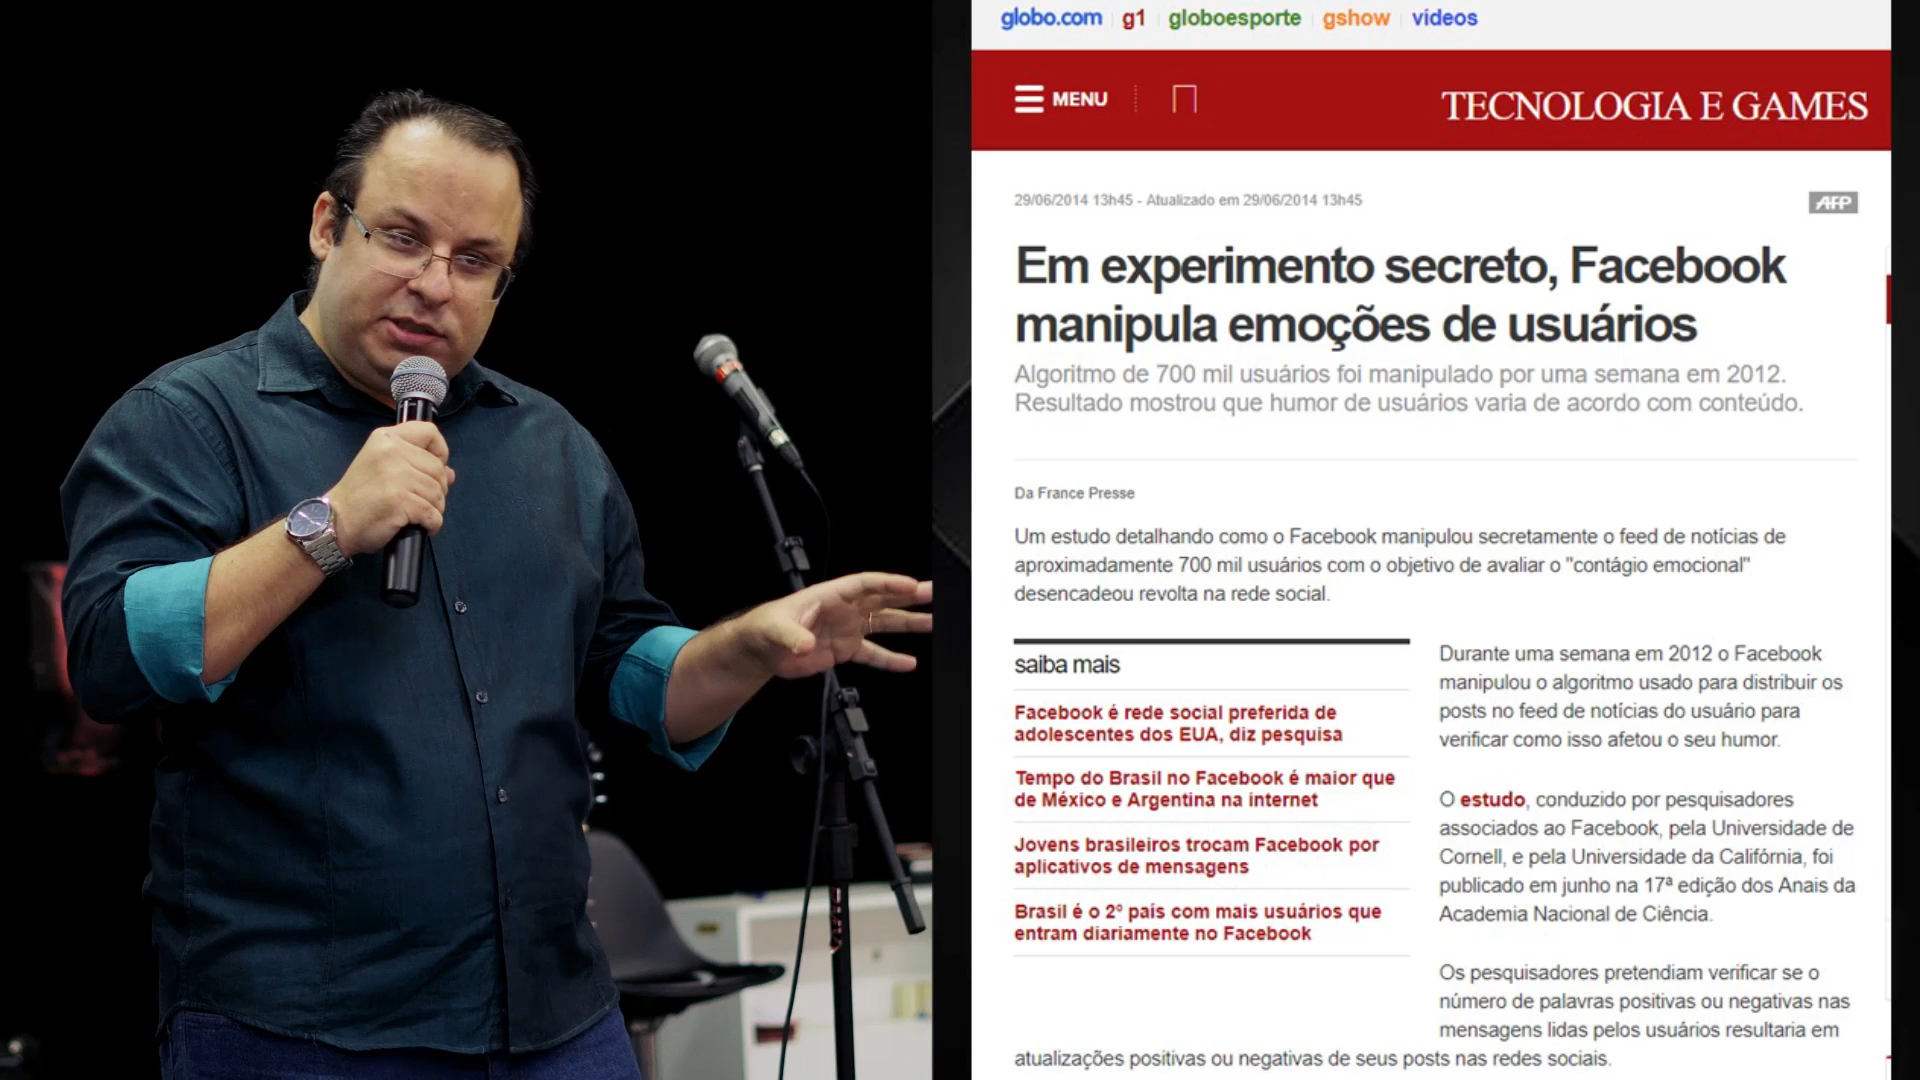 globo.com g1 globoesporte gshow vídeos
MENU
TECNOLOGIA E GAMES
29/06/2014 13h45 - Atualizado em 29/06/2014 13h45
AFP
Em experimento secreto, Facebook
manipula emoções de usuários
Algoritmo de 700 mil usuários foi manipulado por uma semana em 2012.
Resultado mostrou que humor de usuários varia de acordo com conteúdo.
Da France Presse
Um estudo detalhando como o Facebook manipulou secretamente o feed de notícias de
aproximadamente 700 mil usuários com o objetivo de avaliar o "contágio emocional"
desencadeou revolta na rede social.
saiba mais
Facebook é rede social preferida de
adolescentes dos EUA, diz pesquisa
Tempo do Brasil no Facebook é maior que
de México e Argentina na internet
Jovens brasileiros trocam Facebook por
aplicativos de mensagens
Brasil é o 2º país com mais usuários que
entram diariamente no Facebook
Durante uma semana em 2012 o Facebook
manipulou o algoritmo usado para distribuir os
posts no feed de notícias do usuário para
verificar como isso afetou o seu humor.
O estudo, conduzido por pesquisadores
associados ao Facebook, pela Universidade de
Cornell, e pela Universidade da Califórnia, foi
publicado em junho na 17ª edição dos Anais da
Academia Nacional de Ciência.
Os pesquisadores pretendiam verificar se o
número de palavras positivas ou negativas nas
mensagens lidas pelos usuários resultaria em
atualizações positivas ou negativas de seus posts nas redes sociais.